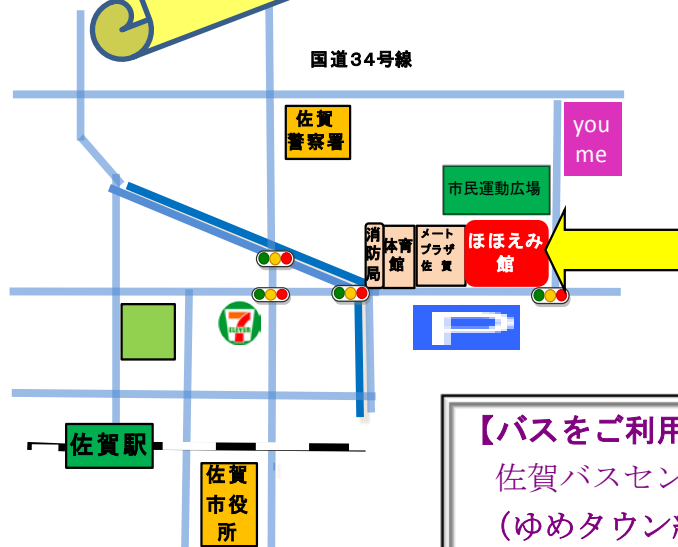 国道34号線
佐賀
警察署
you
me
市民運動広場
消
防
局
体育
館
メート
プラザ
佐賀
ほほえみ
館
7
ELEVEN
P
佐賀駅
佐賀
市役
所
【バスをご利用
佐賀バスセン
(ゆめタウン